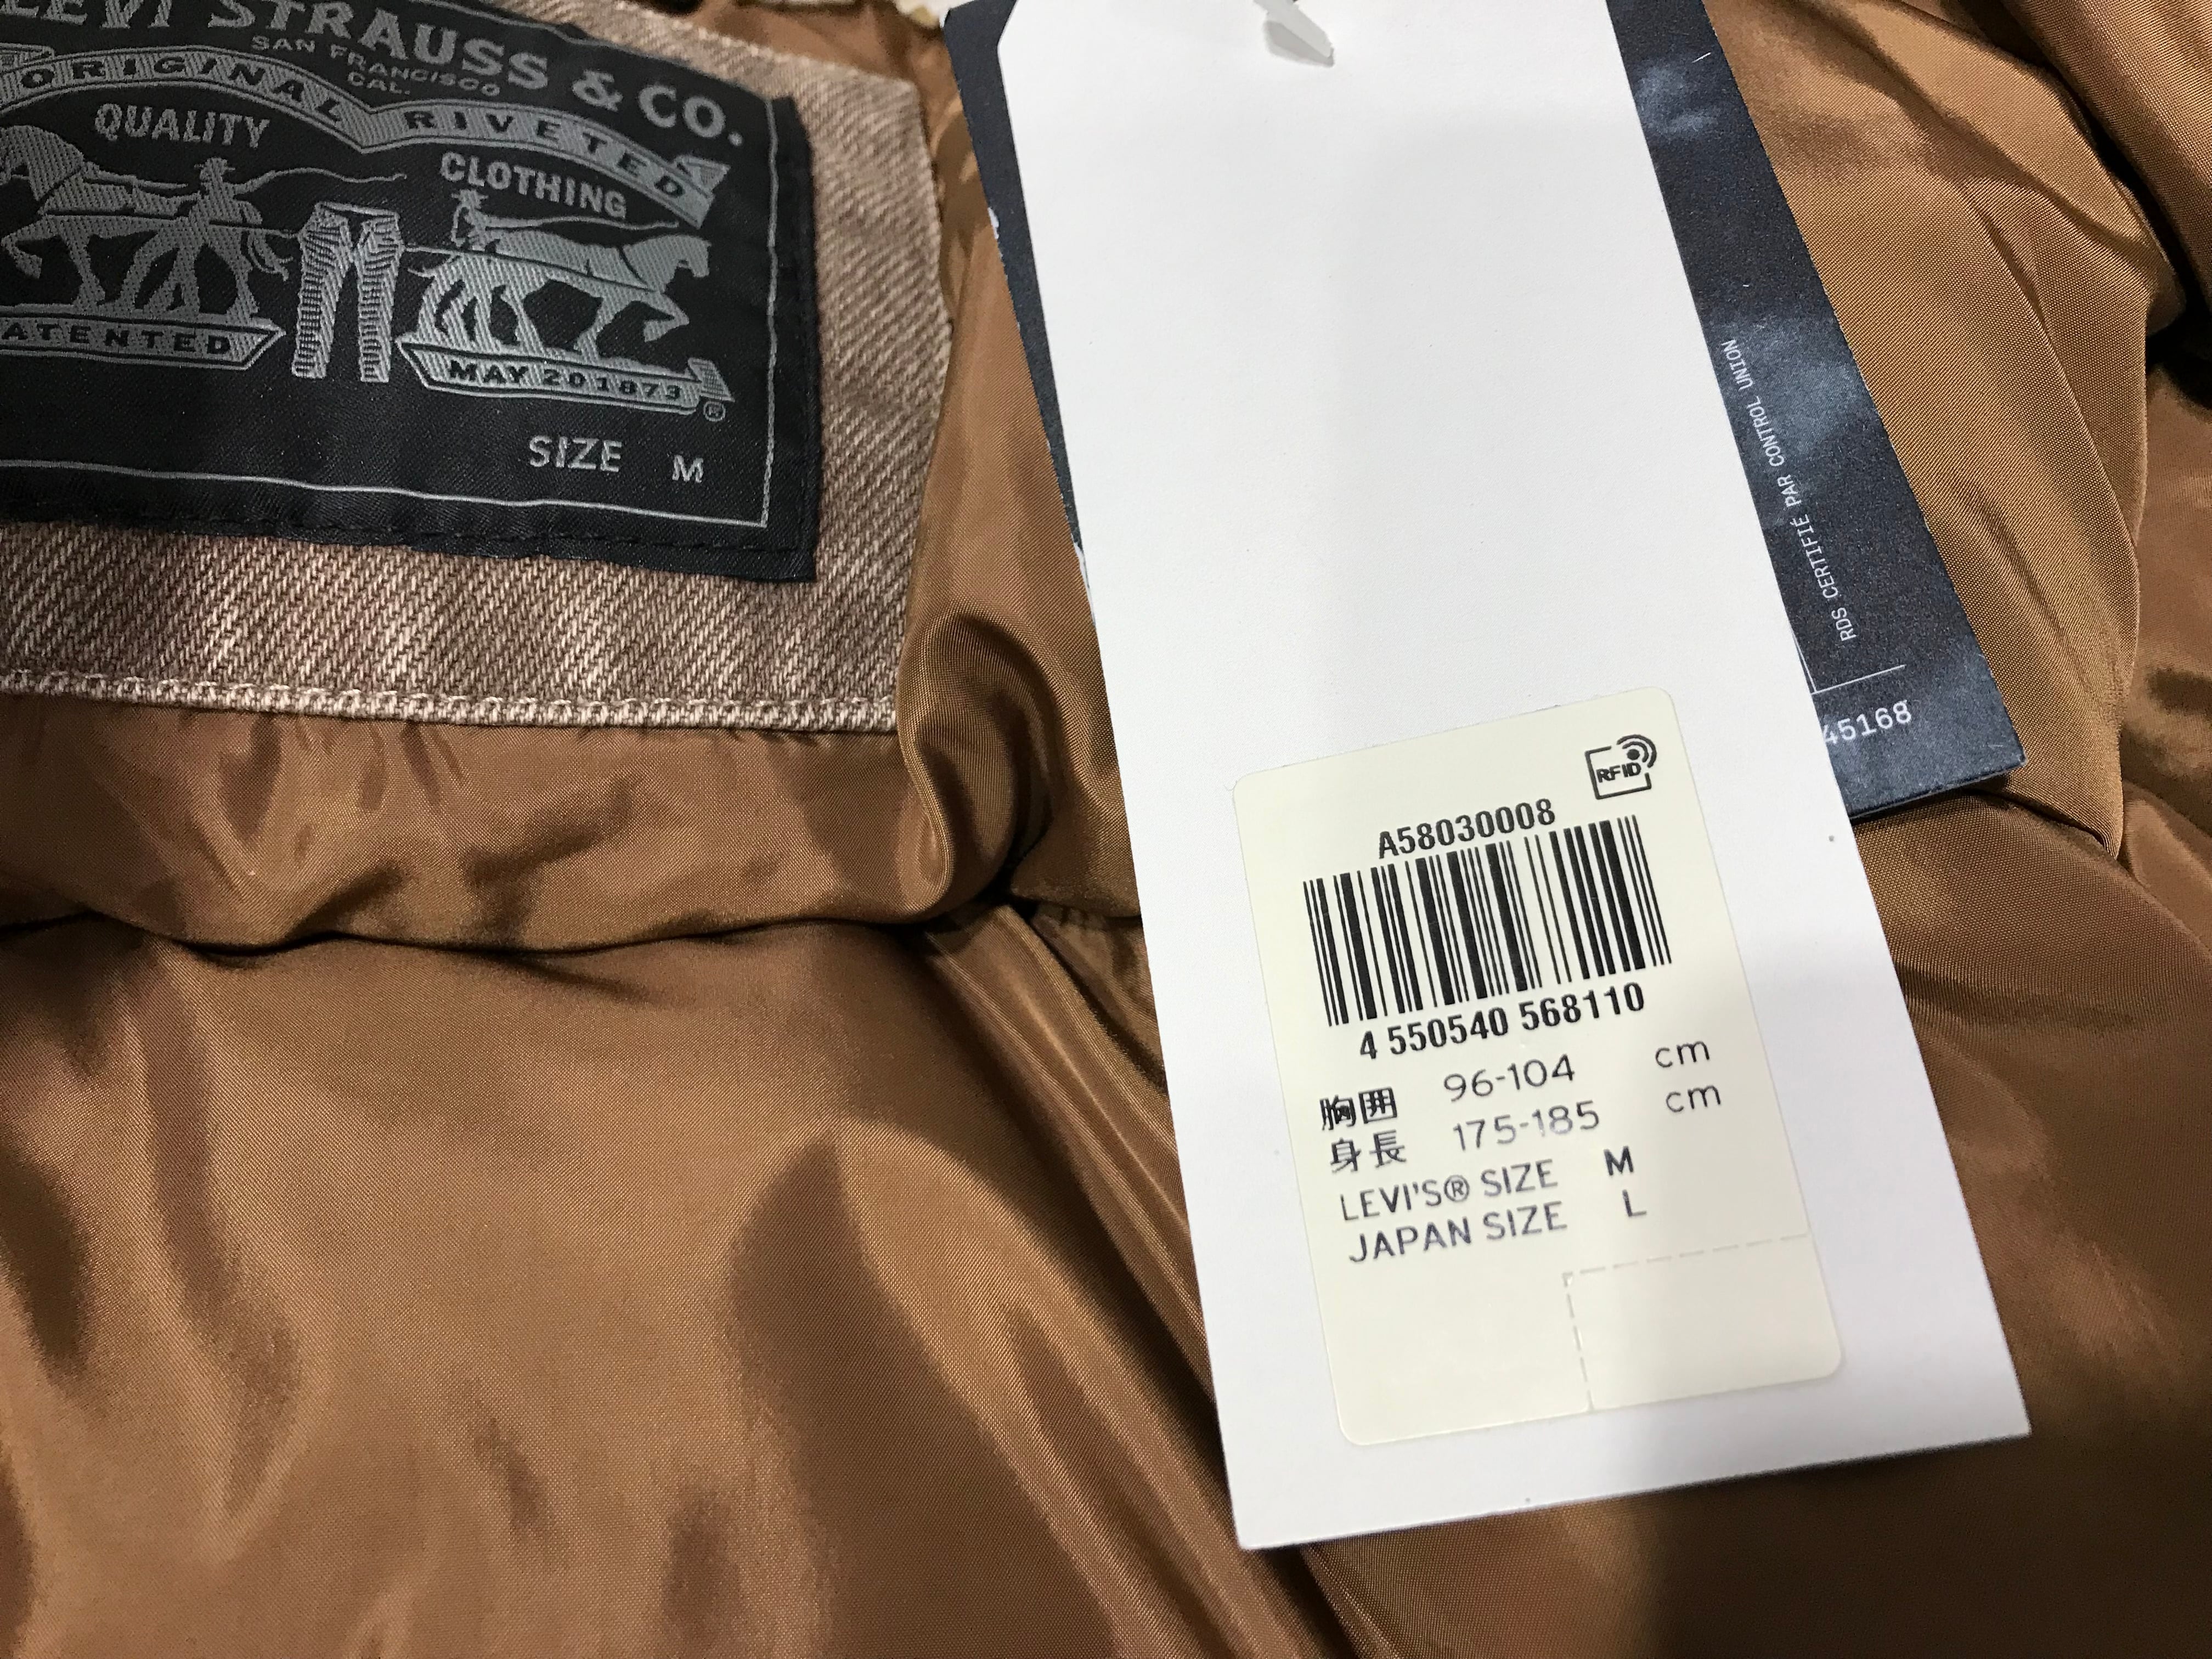 LEVI STRAUSS & CO.
SAN FRANCISCO
CAL.
ORIGINAL RIVETED
QUALITY CLOTHING
PATENTED
MAY 20 1873
®
SIZE M
RDS CERTIFIÉ PAR CONTROL UNION
45168
RFID
A58030008
4 550540 568110
胸囲 96-104 cm
身長 175-185 cm
LEVI'S® SIZE M
JAPAN SIZE L